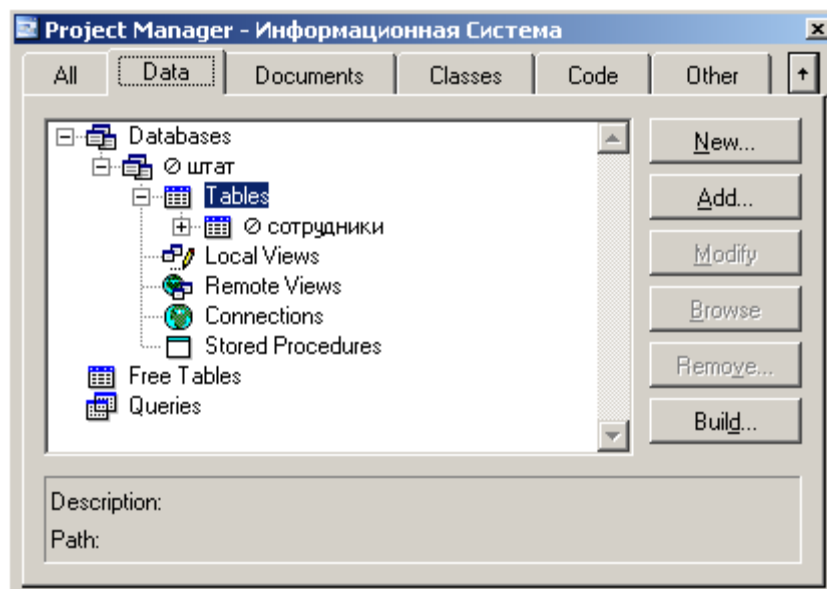 Project Manager - Информационная Система
All Data Documents Classes Code Other
Databases
штат
Tables
сотрудники
Local Views
Remote Views
Connections
Stored Procedures
Free Tables
Queries
New...
Add...
Modify
Browse
Remove...
Build...
Description:
Path: